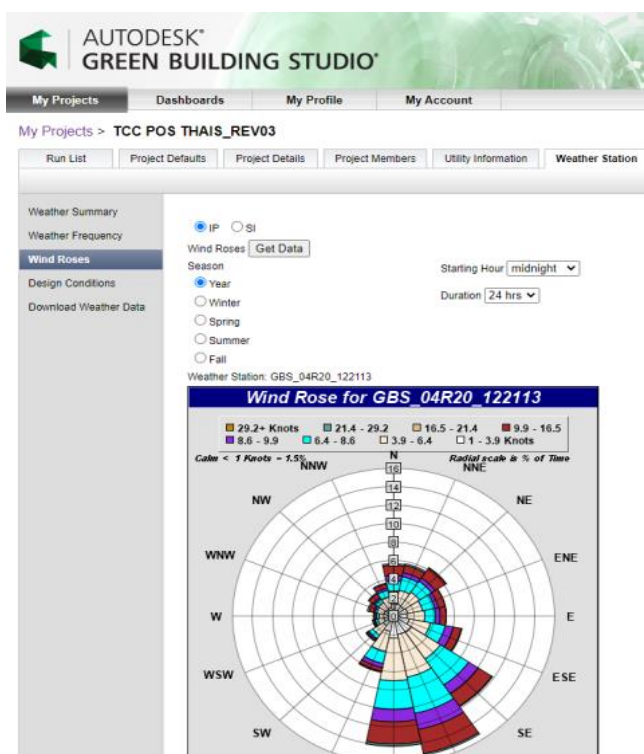 AUTODESK®
GREEN BUILDING STUDIO®
My Projects Dashboards My Profile My Account
My Projects > TCC POS THAIS_REV03
Run List Project Defaults Project Details Project Members Utility Information Weather Station
Weather Summary
Weather Frequency
Wind Roses
Design Conditions
Download Weather Data
IP SI
Wind Roses Get Data
Season
Starting Hour midnight
Year
Duration 24 hrs
Winter
Spring
Summer
Fall
Weather Station: GBS_04R20_122113
Wind Rose for GBS_04R20_122113
29.2+ Knots 21.4 - 29.2 16.5 - 21.4 9.9 - 16.5
8.6 - 9.9 6.4 - 8.6 3.9 - 6.4 1 - 3.9 Knots
Calm < 1 Knots = 1.5% Radial scale is % of Time
N
NNW NNE
16
14
NW NE
12
10
8
WNW ENE
6
4
2
0
W E
WSW ESE
SW SE